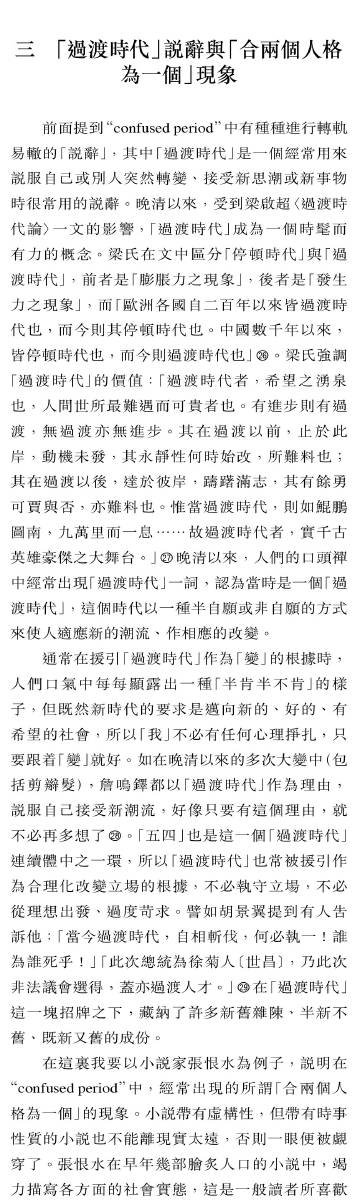 三　「過渡時代」説辭與「合兩個人格
為一個」現象
前面提到“confused period”中有種種進行轉軌
易轍的「説辭」，其中「過渡時代」是一個經常用來
説服自己或別人突然轉變、接受新思潮或新事物
時很常用的説辭。晚清以來，受到梁啟超〈過渡時
代論〉一文的影響，「過渡時代」成為一個時髦而
有力的概念。梁氏在文中區分「停頓時代」與「過
渡時代」，前者是「膨脹力之現象」，後者是「發生
力之現象」，而「歐洲各國自二百年以來皆過渡時
代也，而今則其停頓時代也。中國數千年以來，
皆停頓時代也，而今則過渡時代也」㉖。梁氏強調
「過渡時代」的價值：「過渡時代者，希望之湧泉
也，人間世所最難遇而可貴者也。有進步則有過
渡，無過渡亦無進步。其在過渡以前，止於此
岸，動機未發，其永靜性何時始改，所難料也；
其在過渡以後，達於彼岸，躊躇滿志，其有餘勇
可賈與否，亦難料也。惟當過渡時代，則如鯤鵬
圖南，九萬里而一息……故過渡時代者，實千古
英雄豪傑之大舞台。」㉗晚清以來，人們的口頭禪
中經常出現「過渡時代」一詞，認為當時是一個「過
渡時代」，這個時代以一種半自願或非自願的方式
來使人適應新的潮流、作相應的改變。
通常在援引「過渡時代」作為「變」的根據時，
人們口氣中每每顯露出一種「半肯半不肯」的樣
子，但既然新時代的要求是邁向新的、好的、有
希望的社會，所以「我」不必有任何心理掙扎，只
要跟着「變」就好。如在晚清以來的多次大變中（包
括剪辮髮），詹鳴鐸都以「過渡時代」作為理由，
説服自己接受新潮流，好像只要有這個理由，就
不必再多想了㉘。「五四」也是這一個「過渡時代」
連續體中之一環，所以「過渡時代」也常被援引作
為合理化改變立場的根據，不必執守立場，不必
從理想出發、過度苛求。譬如胡景翼提到有人告
訴他：「當今過渡時代，自相斬伐，何必執一！誰
為誰死乎！」「此次總統為徐菊人〔世昌〕，乃此次
非法議會選得，蓋亦過渡人才。」㉙在「過渡時代」
這一塊招牌之下，藏納了許多新舊雜陳、半新不
舊、既新又舊的成份。
在這裏我要以小説家張恨水為例子，説明在
“confused period”中，經常出現的所謂「合兩個人
格為一個」的現象。小説帶有虛構性，但帶有時事
性質的小説也不能離現實太遠，否則一眼便被覷
穿了。張恨水在早年幾部膾炙人口的小説中，竭
力描寫各方面的社會實態，這是一般讀者所喜歡